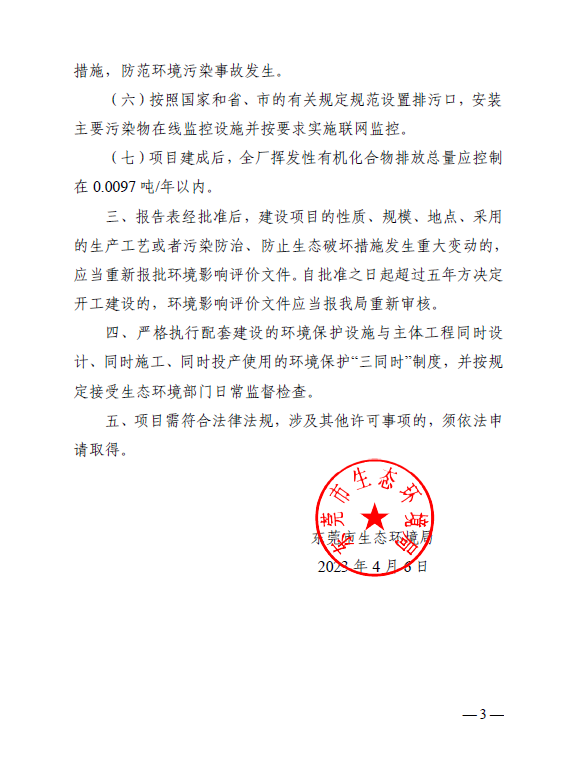 措施，防范环境污染事故发生。
（六）按照国家和省、市的有关规定规范设置排污口，安装
主要污染物在线监控设施并按要求实施联网监控。
（七）项目建成后，全厂挥发性有机化合物排放总量应控制
在 0.0097 吨/年以内。
三、报告表经批准后，建设项目的性质、规模、地点、采用
的生产工艺或者污染防治、防止生态破坏措施发生重大变动的，
应当重新报批环境影响评价文件。自批准之日起超过五年方决定
开工建设的，环境影响评价文件应当报我局重新审核。
四、严格执行配套建设的环境保护设施与主体工程同时设
计、同时施工、同时投产使用的环境保护“三同时”制度，并按规
定接受生态环境部门日常监督检查。
五、项目需符合法律法规，涉及其他许可事项的，须依法申
请取得。
东莞市生态环境局
东莞市生态环境局
2023 年 4 月 6 日
— 3 —